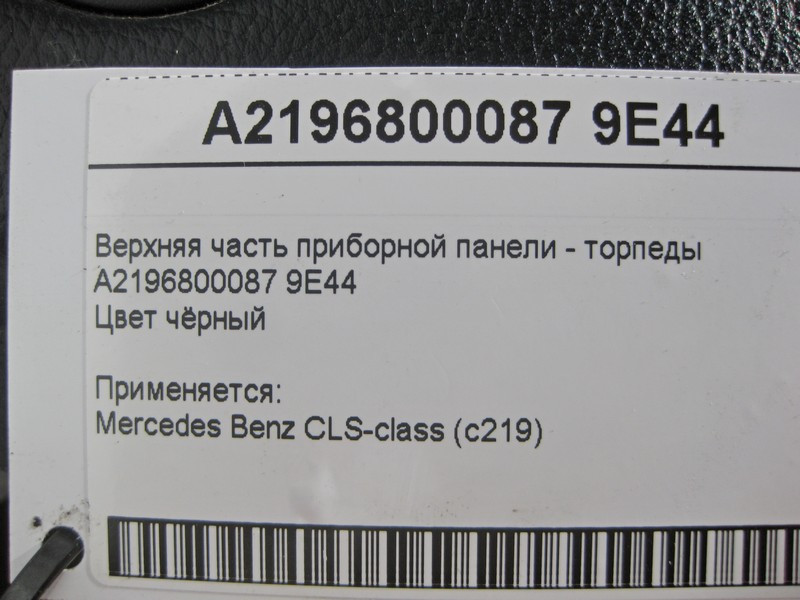 A2196800087 9E44
Верхняя часть приборной панели - торпеды
A2196800087 9E44
Цвет чёрный
Применяется:
Mercedes Benz CLS-class (c219)